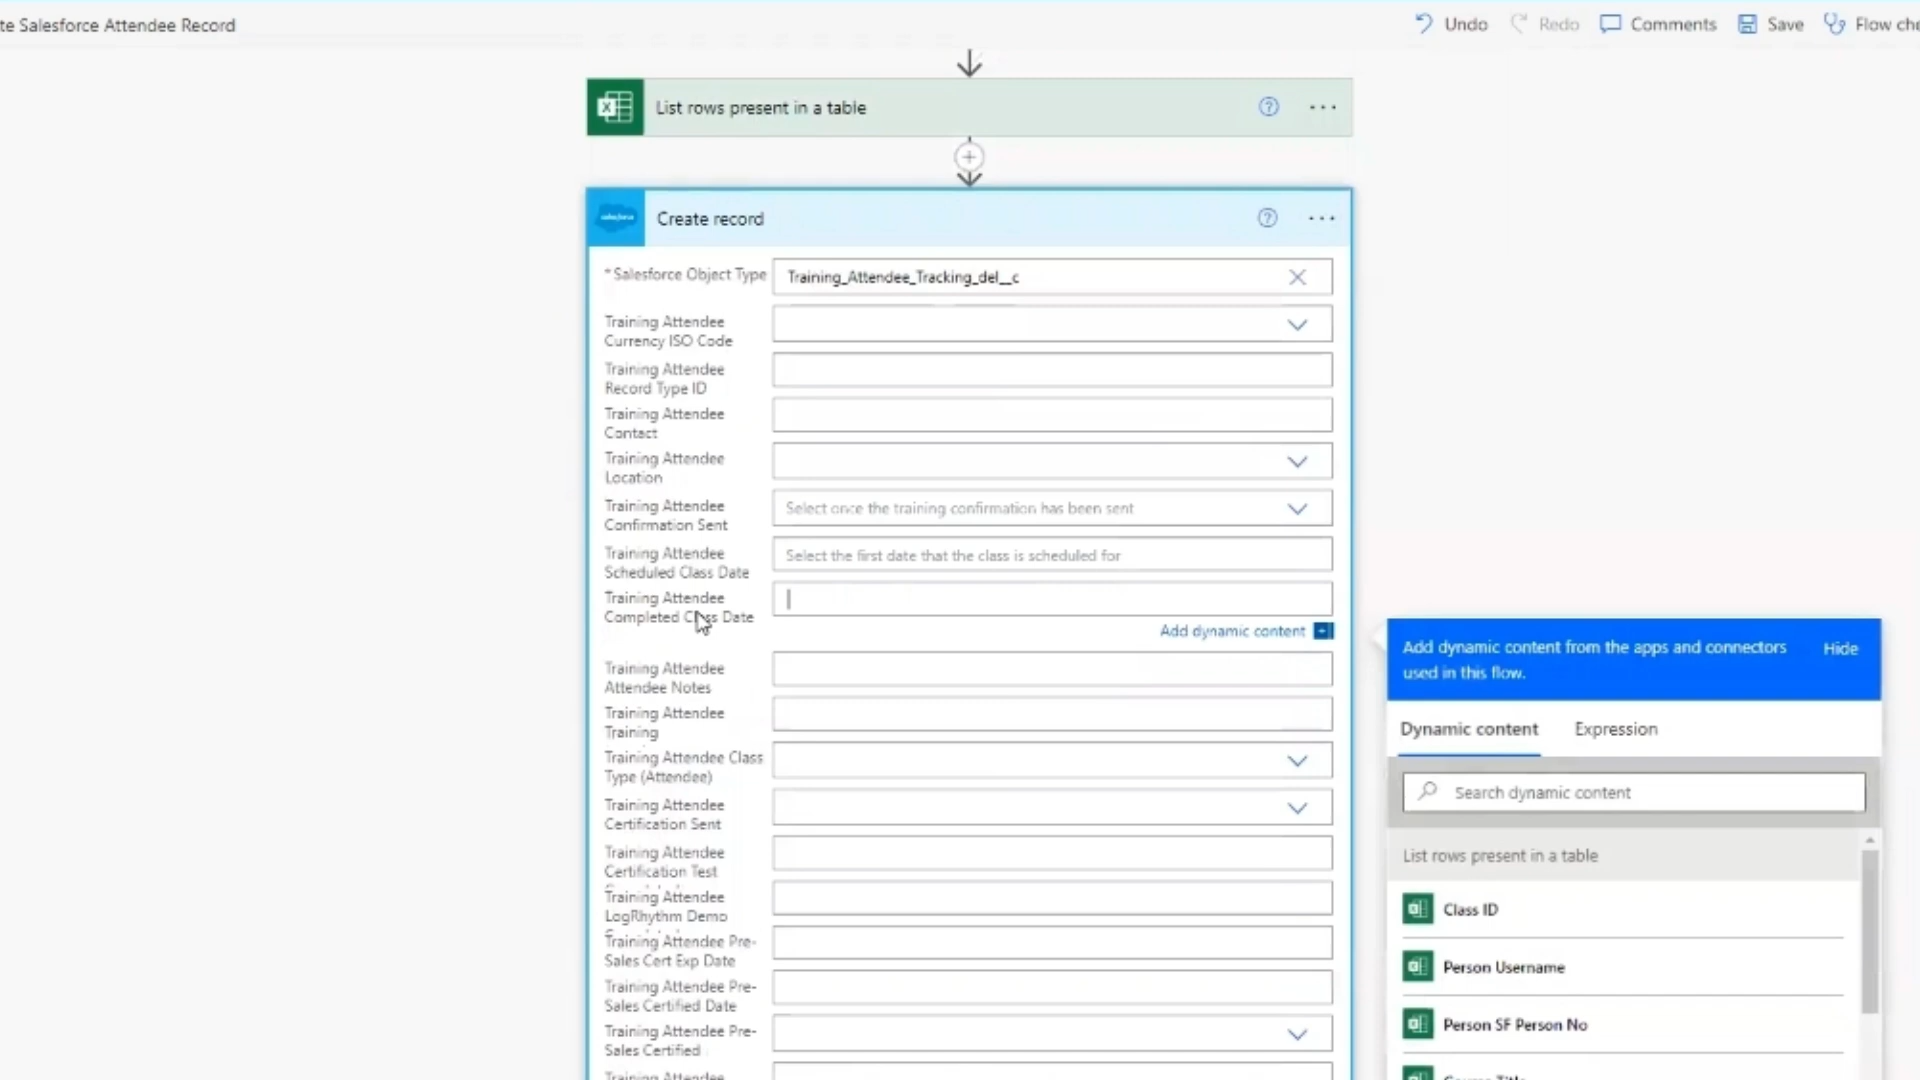 te Salesforce Attendee Record
Undo Redo Comments Save Flow che
List rows present in a table
salesforce
Create record
* Salesforce Object Type
Training_Attendee_Tracking_del__c
Training Attendee
Currency ISO Code
Training Attendee
Record Type ID
Training Attendee
Contact
Training Attendee
Location
Training Attendee
Confirmation Sent
Select once the training confirmation has been sent
Training Attendee
Scheduled Class Date
Select the first date that the class is scheduled for
Training Attendee
Completed Class Date
Add dynamic content
Training Attendee
Attendee Notes
Training Attendee
Training
Training Attendee Class
Type (Attendee)
Training Attendee
Certification Sent
Training Attendee
Certification Test
Training Attendee
LogRhythm Demo
Training Attendee Pre-
Sales Cert Exp Date
Training Attendee Pre-
Sales Certified Date
Training Attendee Pre-
Sales Certified
Training Attendee
Add dynamic content from the apps and connectors
used in this flow.
Hide
Dynamic content Expression
Search dynamic content
List rows present in a table
Class ID
Person Username
Person SF Person No
Course Title